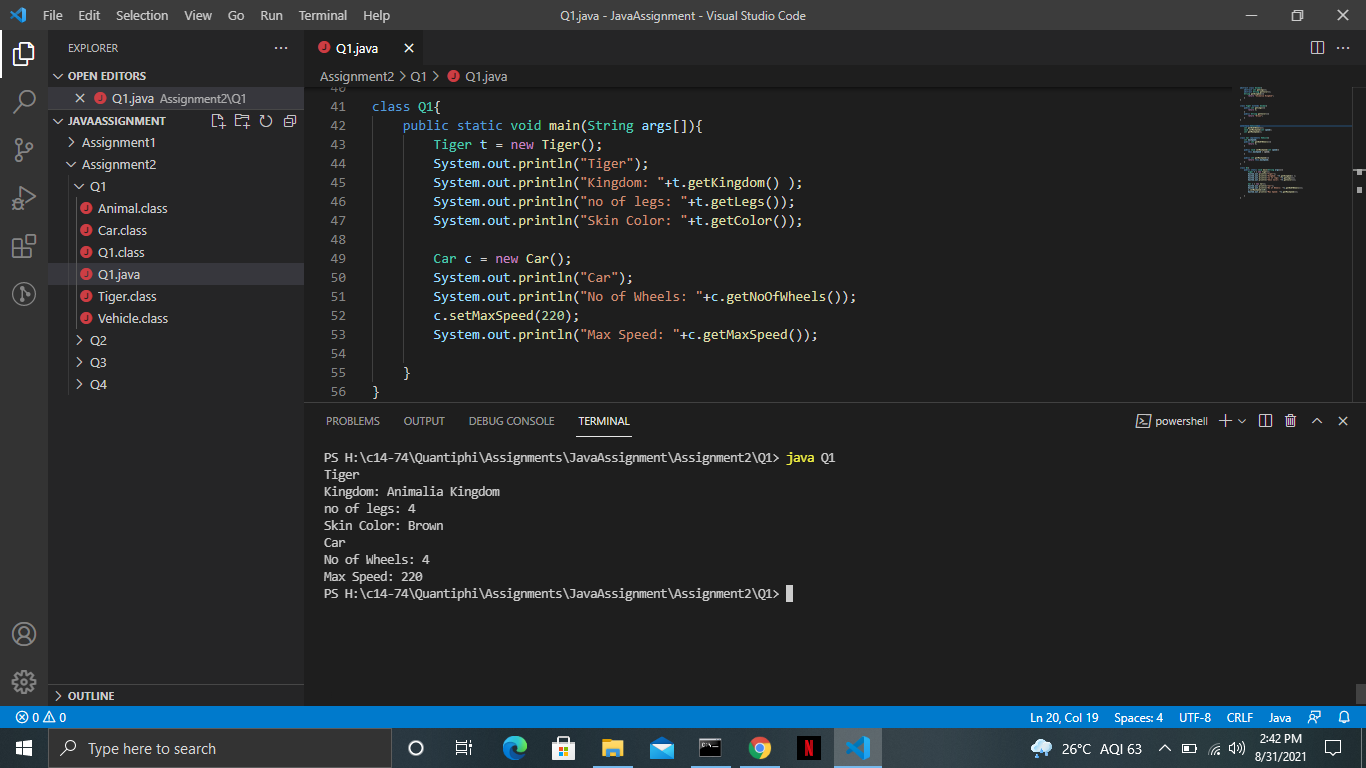 File Edit Selection View Go Run Terminal Help
Q1.java - JavaAssignment - Visual Studio Code
EXPLORER
OPEN EDITORS
Q1.java Assignment2\Q1
JAVAASSIGNMENT
Assignment1
Assignment2
Q1
Animal.class
Car.class
Q1.class
Q1.java
Tiger.class
Vehicle.class
Q2
Q3
Q4
OUTLINE
Q1.java
Assignment2 > Q1 > Q1.java
40
41 class Q1{
42 public static void main(String args[]){
43 Tiger t = new Tiger();
44 System.out.println("Tiger");
45 System.out.println("Kingdom: "+t.getKingdom() );
46 System.out.println("no of legs: "+t.getLegs());
47 System.out.println("Skin Color: "+t.getColor());
48
49 Car c = new Car();
50 System.out.println("Car");
51 System.out.println("No of Wheels: "+c.getNoOfWheels());
52 c.setMaxSpeed(220);
53 System.out.println("Max Speed: "+c.getMaxSpeed());
54
55 }
56 }
PROBLEMS OUTPUT DEBUG CONSOLE TERMINAL
powershell
PS H:\c14-74\Quantiphi\Assignments\JavaAssignment\Assignment2\Q1> java Q1
Tiger
Kingdom: Animalia Kingdom
no of legs: 4
Skin Color: Brown
Car
No of Wheels: 4
Max Speed: 220
PS H:\c14-74\Quantiphi\Assignments\JavaAssignment\Assignment2\Q1>
0 0
Ln 20, Col 19 Spaces: 4 UTF-8 CRLF Java
Type here to search
26°C AQI 63
2:42 PM
8/31/2021